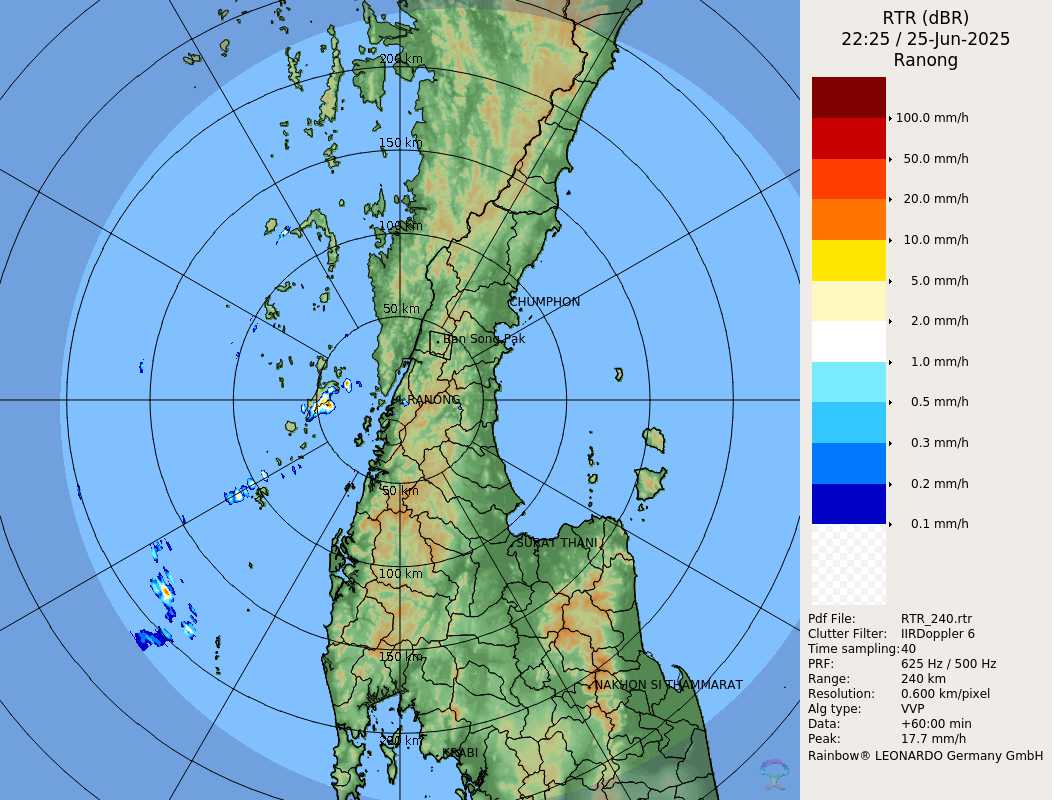 RTR (dBR)
22:25 / 25-Jun-2025
Ranong
100.0 mm/h
50.0 mm/h
20.0 mm/h
10.0 mm/h
5.0 mm/h
2.0 mm/h
1.0 mm/h
0.5 mm/h
0.3 mm/h
0.2 mm/h
0.1 mm/h
Pdf File: RTR_240.rtr
Clutter Filter: IIRDoppler 6
Time sampling:40
PRF: 625 Hz / 500 Hz
Range: 240 km
Resolution: 0.600 km/pixel
Alg type: VVP
Data: +60:00 min
Peak: 17.7 mm/h
Rainbow® LEONARDO Germany GmbH
200 km
150 km
100 km
50 km
CHUMPHON
Ban Song Pak
RANONG
50 km
SURAT THANI
100 km
150 km
NAKHON SI THAMMARAT
200 km
KRABI